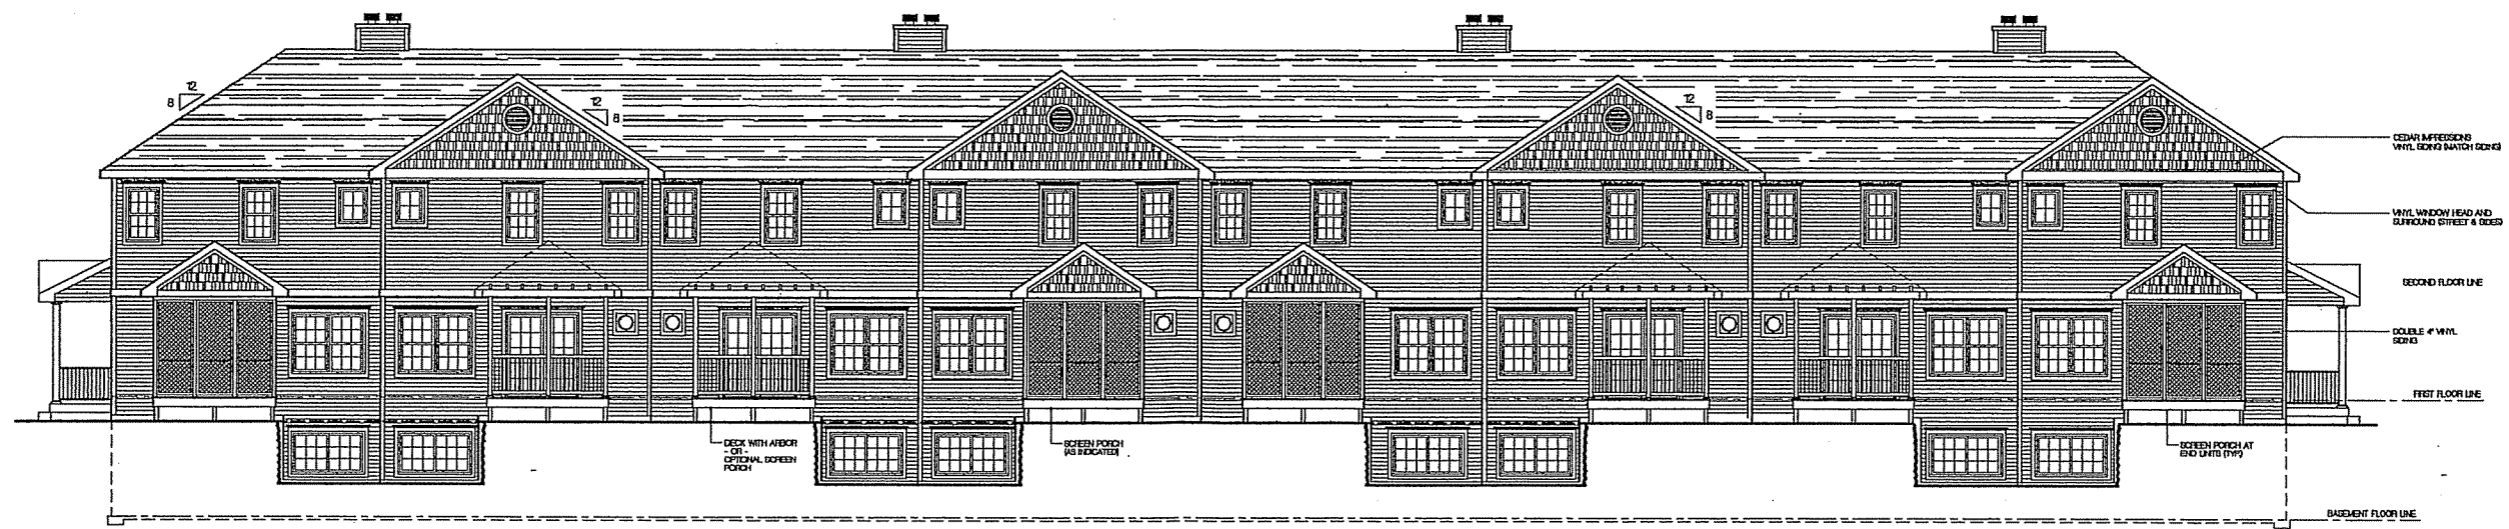 12
8
12
8
12
8
CEDAR IMPRESSIONS
VINYL SIDING (MATCH SIDING)
VINYL WINDOW HEAD AND
SURROUND (STREET & SIDES)
SECOND FLOOR LINE
DOUBLE 4" VINYL
SIDING
FIRST FLOOR LINE
DECK WITH ARBOR
- OR -
OPTIONAL SCREEN
PORCH
SCREEN PORCH
(AS INDICATED)
SCREEN PORCH AT
END UNITS (TYP.)
BASEMENT FLOOR LINE